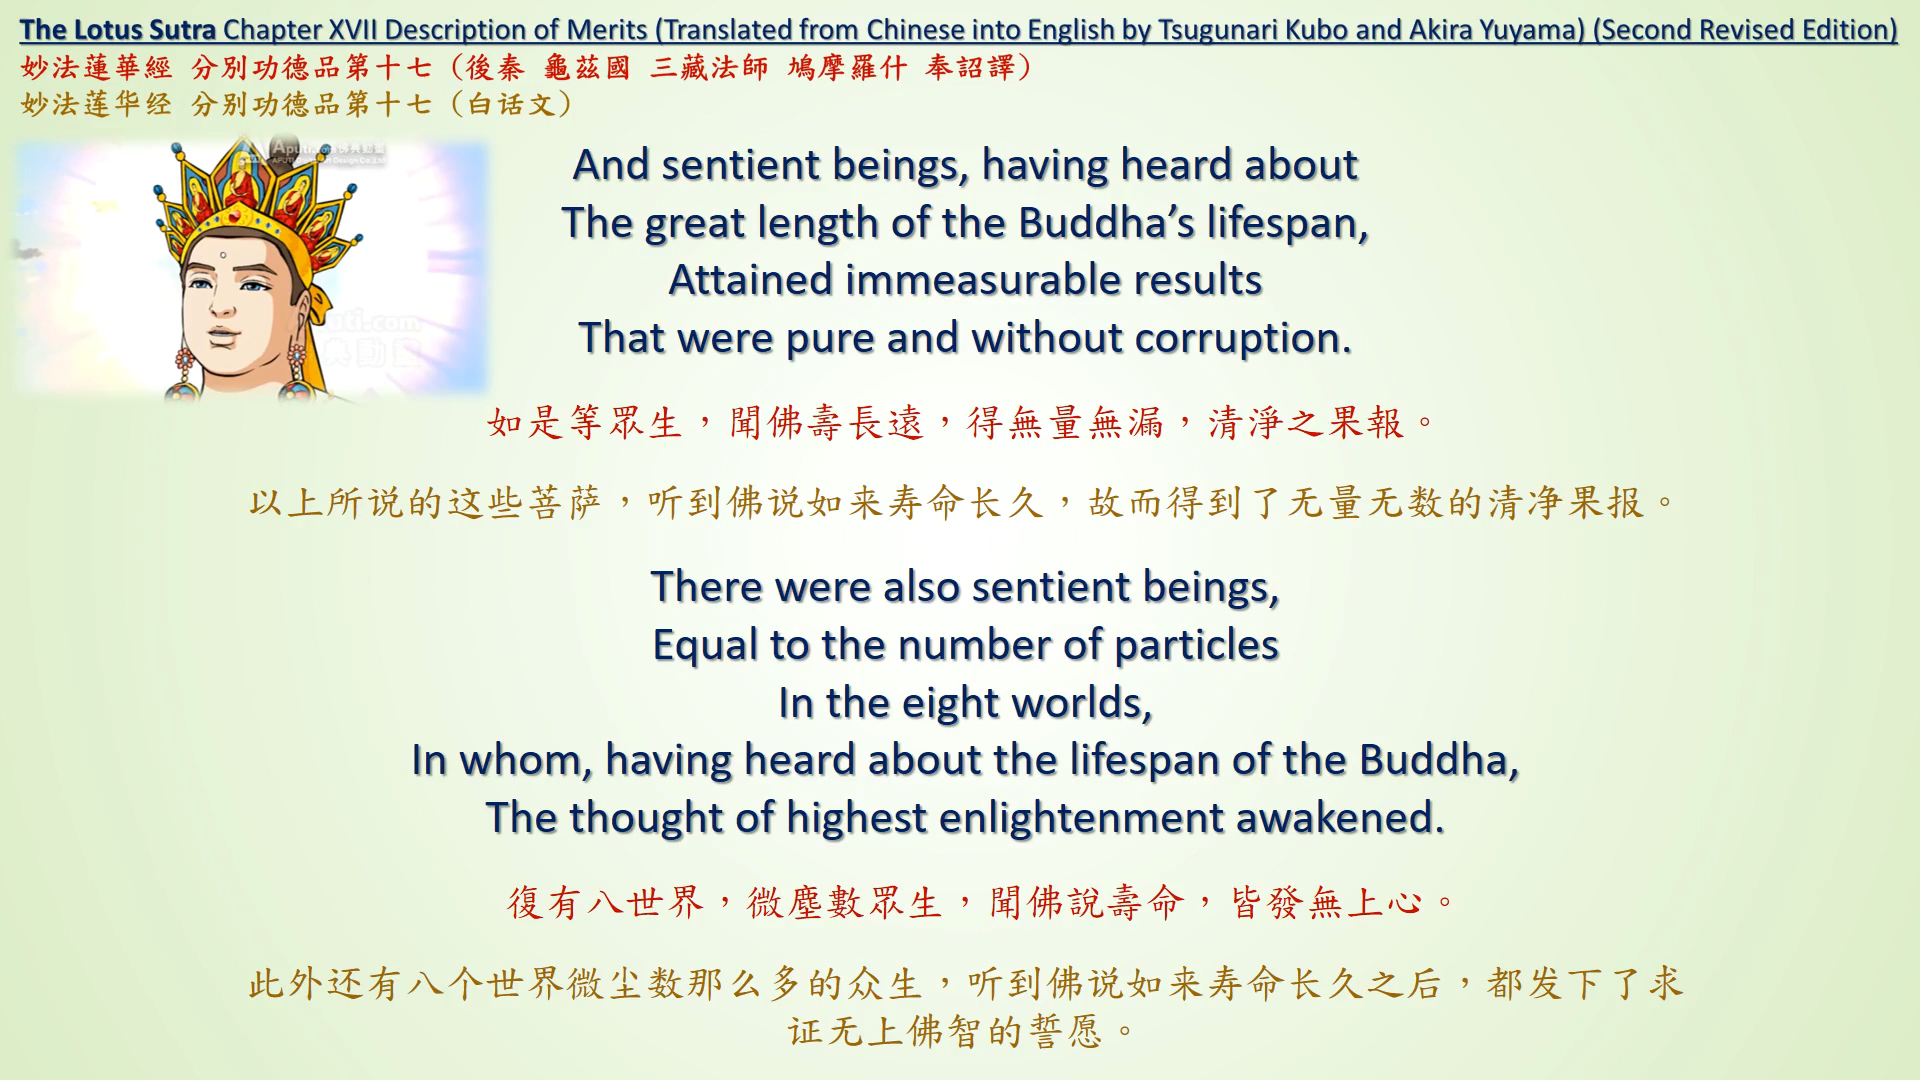 The Lotus Sutra Chapter XVII Description of Merits (Translated from Chinese into English by Tsugunari Kubo and Akira Yuyama) (Second Revised Edition)
妙法蓮華經 分別功德品第十七（後秦 龜茲國 三藏法師 鳩摩羅什 奉詔譯）
妙法莲华经 分别功德品第十七（白话文）
And sentient beings, having heard about
The great length of the Buddha’s lifespan,
Attained immeasurable results
That were pure and without corruption.
如是等眾生，聞佛壽長遠，得無量無漏，清淨之果報。
以上所说的这些菩萨，听到佛说如来寿命长久，故而得到了无量无数的清净果报。
There were also sentient beings,
Equal to the number of particles
In the eight worlds,
In whom, having heard about the lifespan of the Buddha,
The thought of highest enlightenment awakened.
復有八世界，微塵數眾生，聞佛說壽命，皆發無上心。
此外还有八个世界微尘数那么多的众生，听到佛说如来寿命长久之后，都发下了求
证无上佛智的誓愿。